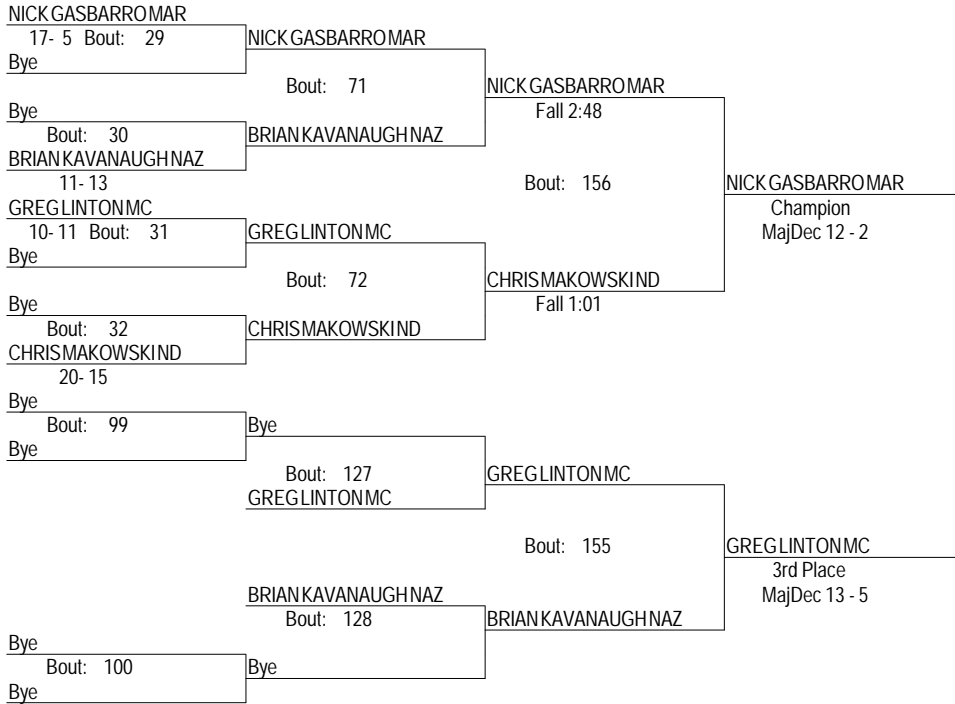 NICK GASBARRO MAR
17- 5 Bout: 29
NICK GASBARRO MAR
Bye
Bout: 71
NICK GASBARRO MAR
Bye
Fall 2:48
Bout: 30
BRIAN KAVANAUGH NAZ
BRIAN KAVANAUGH NAZ
11- 13
Bout: 156
NICK GASBARRO MAR
GREG LINTON MC
Champion
10- 11 Bout: 31
GREG LINTON MC
MajDec 12 - 2
Bye
Bout: 72
CHRIS MAKOWSKI ND
Bye
Fall 1:01
Bout: 32
CHRIS MAKOWSKI ND
CHRIS MAKOWSKI ND
20- 15
Bye
Bout: 99
Bye
Bye
Bout: 127
GREG LINTON MC
GREG LINTON MC
Bout: 155
GREG LINTON MC
3rd Place
BRIAN KAVANAUGH NAZ
MajDec 13 - 5
Bout: 128
BRIAN KAVANAUGH NAZ
Bye
Bout: 100
Bye
Bye